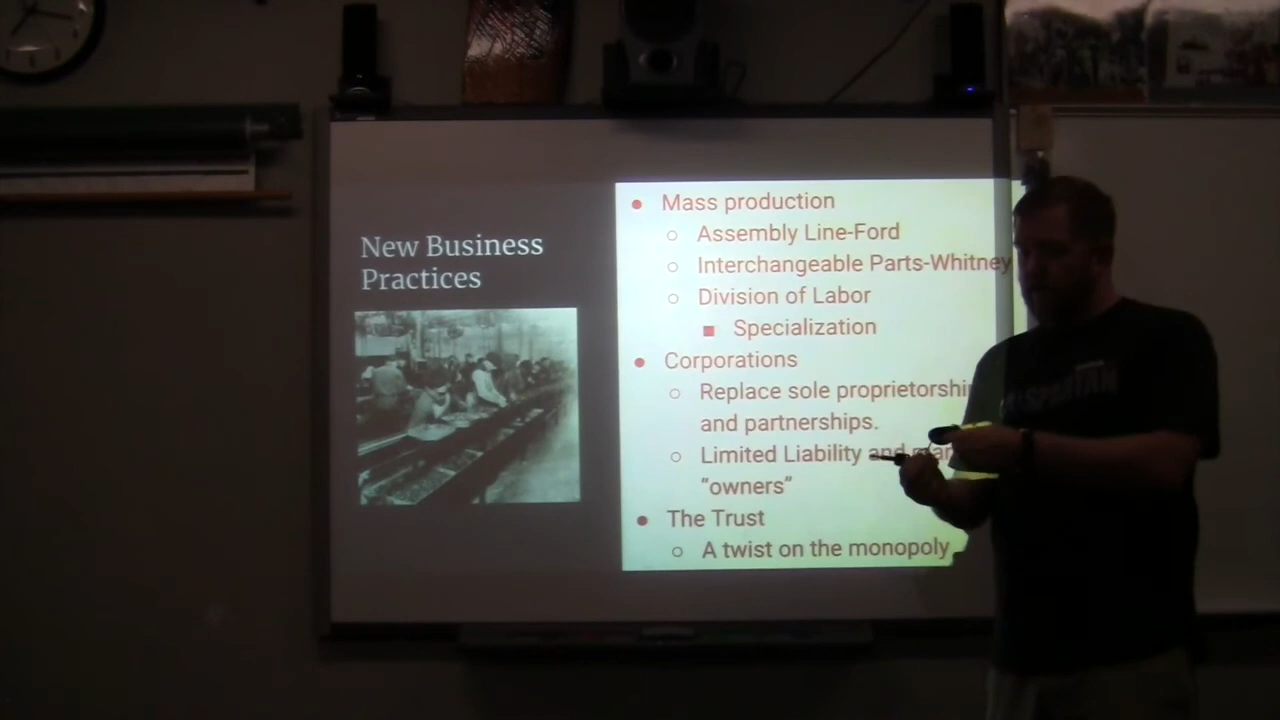 New Business
Practices
Mass production
Assembly Line-Ford
Interchangeable Parts-Whitney
Division of Labor
Specialization
Corporations
Replace sole
and partnerships.
Limited Liability and
"owners"
The Trust
A twist on the monopoly